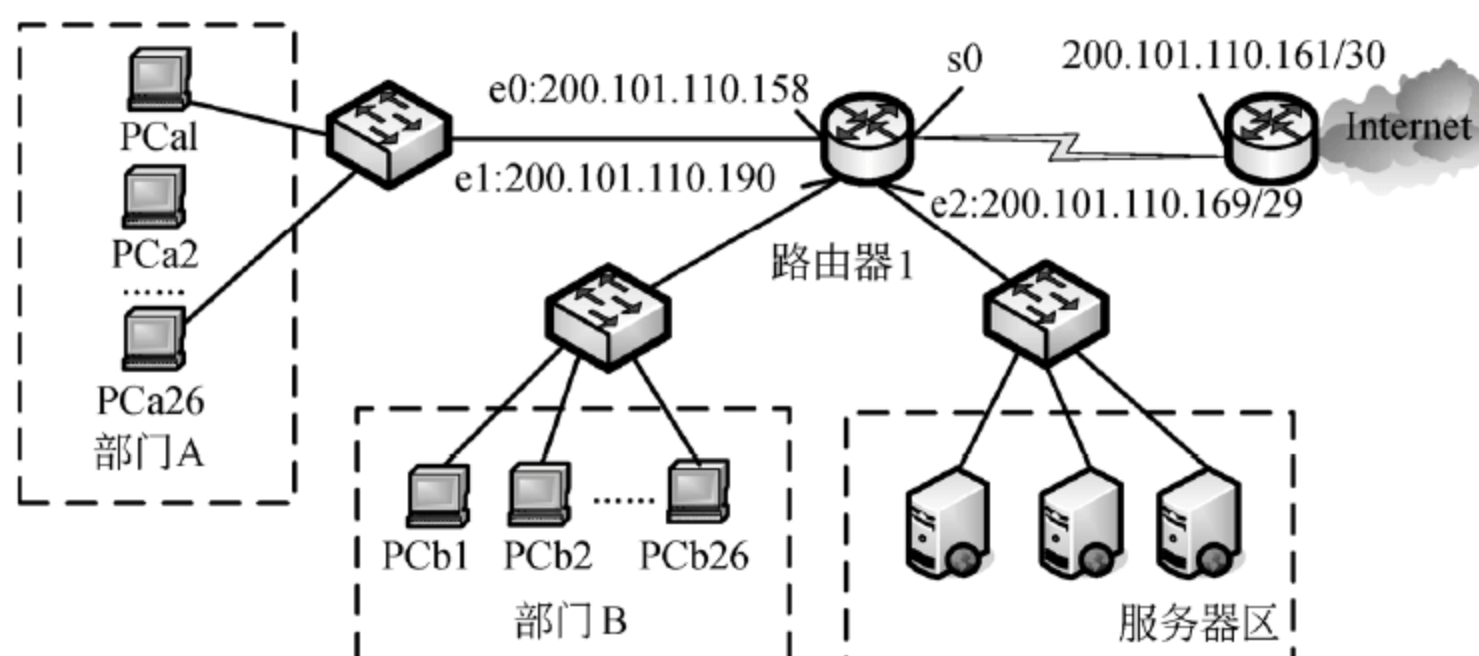 PCa1
PCa2
……
PCa26
部门A
e0:200.101.110.158
e1:200.101.110.190
s0
200.101.110.161/30
Internet
e2:200.101.110.169/29
路由器1
PCb1
PCb2
……
PCb26
部门B
服务器区